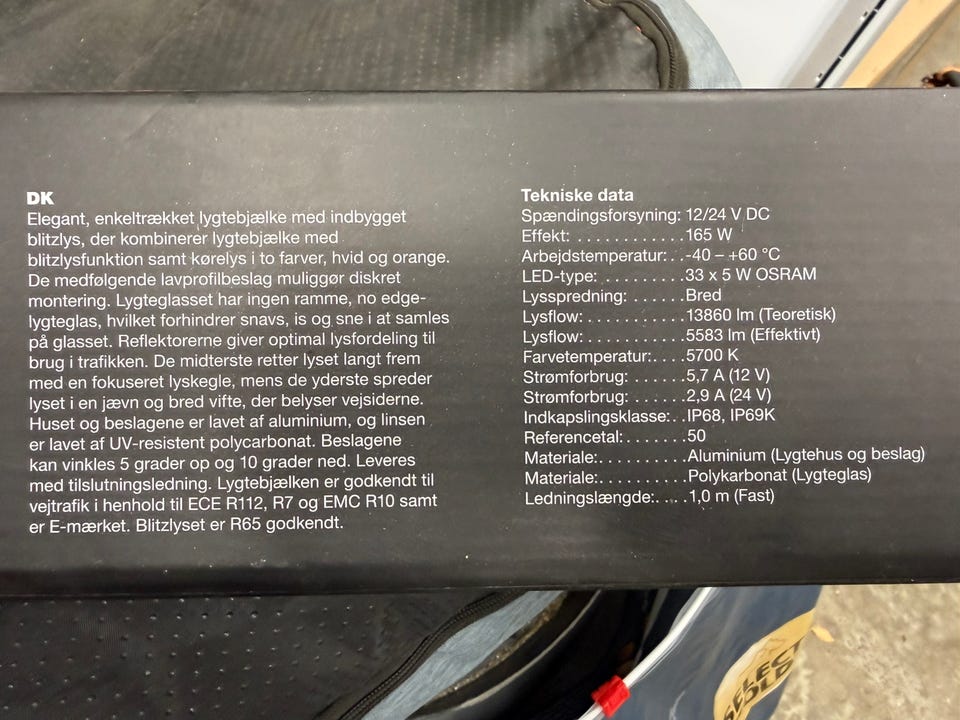 DK
Elegant, enkeltrækket lygtebjælke med indbygget
blitzlys, der kombinerer lygtebjælke med
blitzlysfunktion samt kørelys i to farver, hvid og orange.
De medfølgende lavprofilbeslag muliggør diskret
montering. Lygteglasset har ingen ramme, no edge-
lygteglas, hvilket forhindrer snavs, is og sne i at samles
på glasset. Reflektorerne giver optimal lysfordeling til
brug i trafikken. De midterste retter lyset langt frem
med en fokuseret lyskegle, mens de yderste spreder
lyset i en jævn og bred vifte, der belyser vejsiderne.
Huset og beslagene er lavet af aluminium, og linsen
er lavet af UV-resistent polycarbonat. Beslagene
kan vinkles 5 grader op og 10 grader ned. Leveres
med tilslutningsledning. Lygtebjælken er godkendt til
vejtrafik i henhold til ECE R112, R7 og EMC R10 samt
er E-mærket. Blitzlyset er R65 godkendt.
Tekniske data
Spændingsforsyning: 12/24 V DC
Effekt: . . . . . . . . . . . . 165 W
Arbejdstemperatur: . . -40 – +60 °C
LED-type: . . . . . . . . . 33 x 5 W OSRAM
Lysspredning: . . . . . . Bred
Lysflow: . . . . . . . . . . . 13860 lm (Teoretisk)
Lysflow: . . . . . . . . . . . 5583 lm (Effektivt)
Farvetemperatur: . . . . 5700 K
Strømforbrug: . . . . . . 5,7 A (12 V)
Strømforbrug: . . . . . . 2,9 A (24 V)
Indkapslingsklasse: . . IP68, IP69K
Referencetal: . . . . . . . 50
Materiale: . . . . . . . . . . Aluminium (Lygtehus og beslag)
Materiale: . . . . . . . . . . Polykarbonat (Lygteglas)
Ledningslængde: . . . . 1,0 m (Fast)
SELECT
GOLD